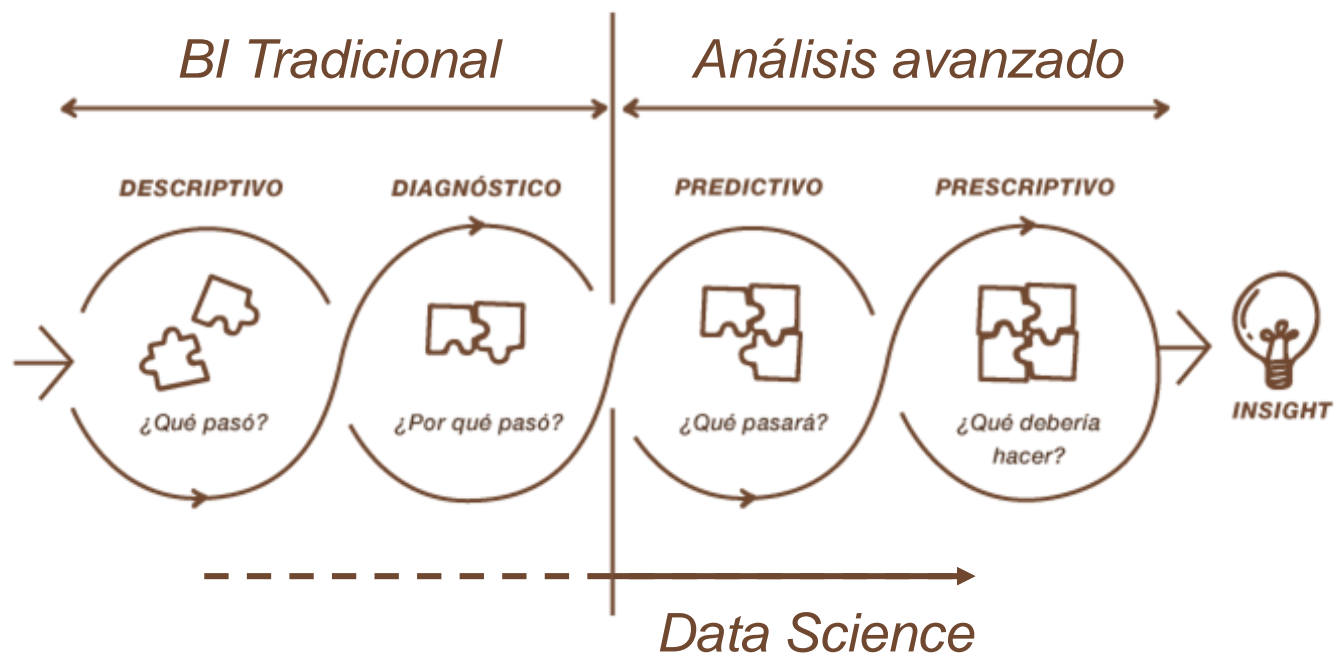 BI Tradicional
Análisis avanzado
DESCRIPTIVO
DIAGNÓSTICO
PREDICTIVO
PRESCRIPTIVO
¿Qué pasó?
¿Por qué pasó?
¿Qué pasará?
¿Qué debería
hacer?
INSIGHT
Data Science